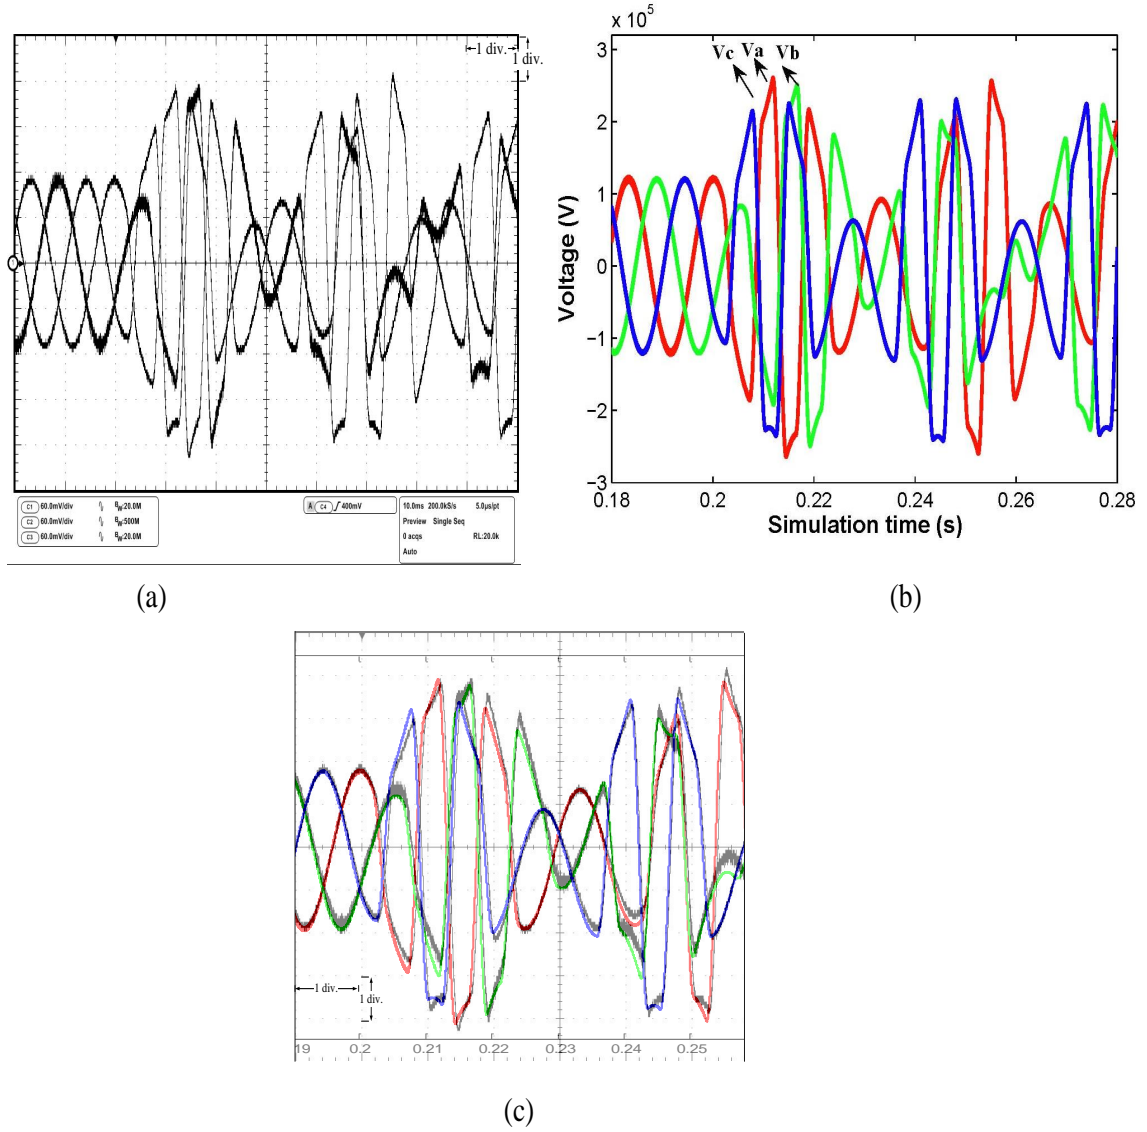 1 div.
1 div.
C1 60.0mV/div BW:20.0M
C2 60.0mV/div BW:500M
C3 60.0mV/div BW:20.0M
A C4 400mV
10.0ms 200.0kS/s 5.0µs/pt
Preview Single Seq
0 acqs RL:20.0k
Auto
(a)
x 10⁵
3
2
1
0
−1
−2
−3
Voltage (V)
Vc
Va
Vb
0.18 0.2 0.22 0.24 0.26 0.28
Simulation time (s)
(b)
1 div.
1 div.
19 0.2 0.21 0.22 0.23 0.24 0.25
(c)